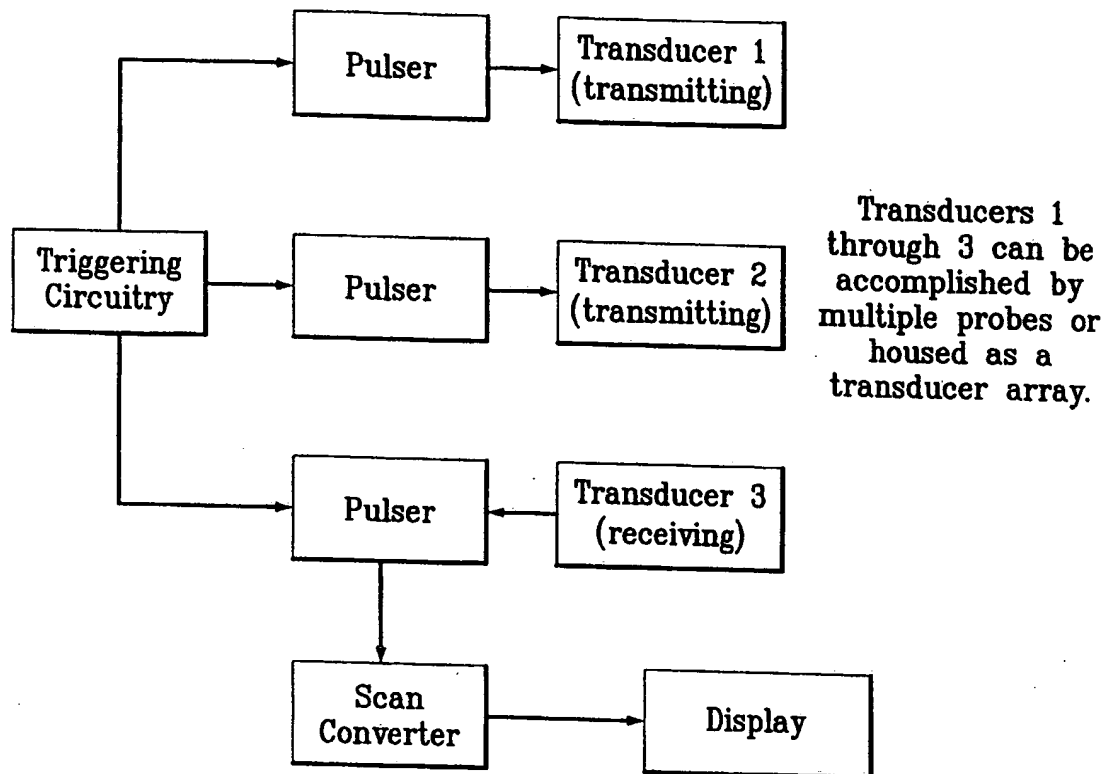 Pulser
Transducer 1
(transmitting)
Triggering
Circuitry
Pulser
Transducer 2
(transmitting)
Transducers 1
through 3 can be
accomplished by
multiple probes or
housed as a
transducer array.
Pulser
Transducer 3
(receiving)
Scan
Converter
Display